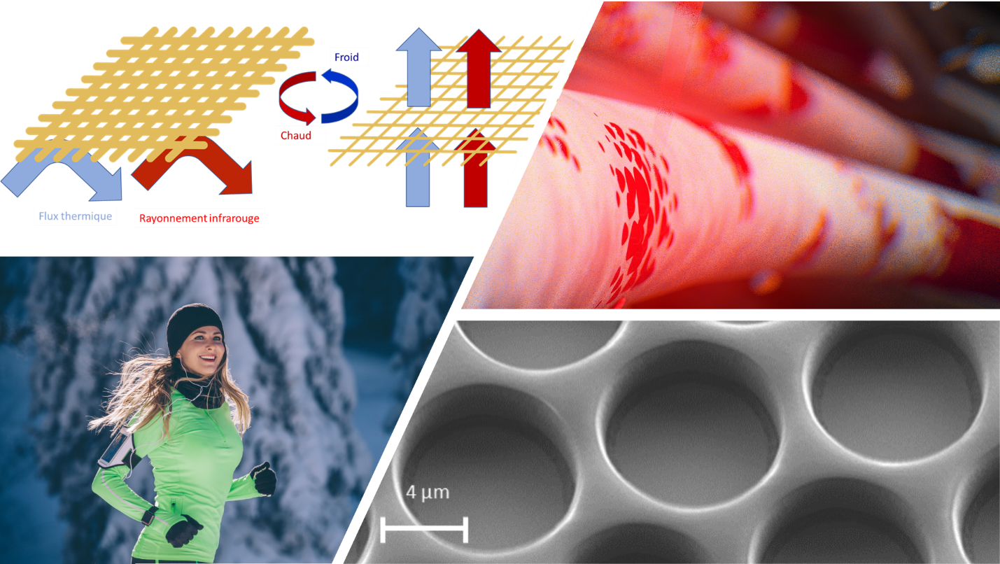 Froid
Chaud
Flux thermique
Rayonnement infrarouge
4 µm